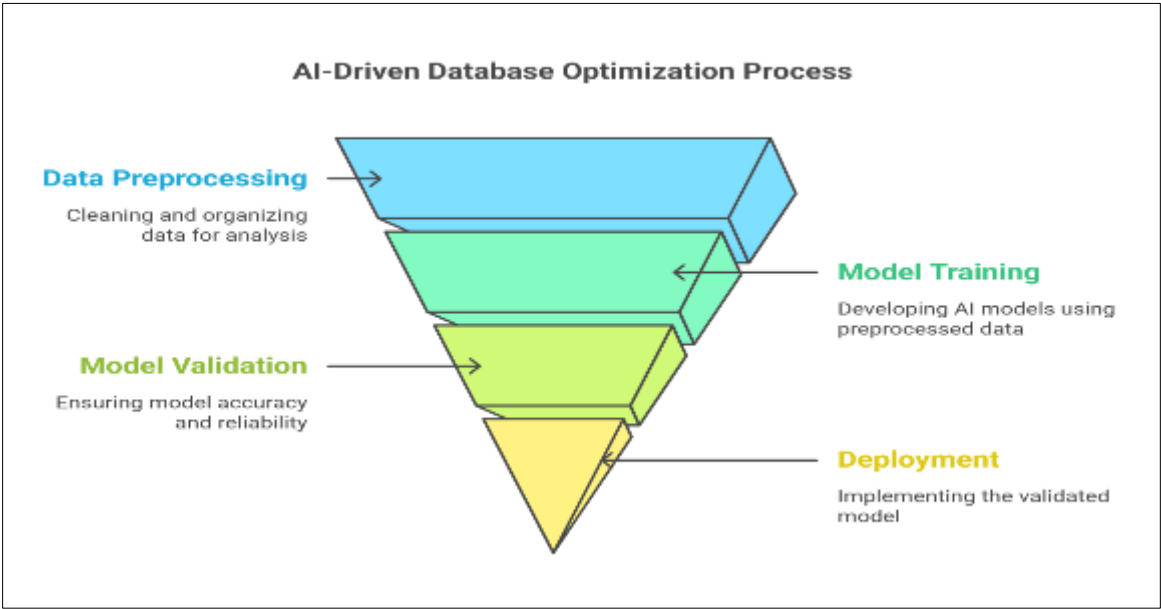 AI-Driven Database Optimization Process
Data Preprocessing
Cleaning and organizing
data for analysis
Model Training
Developing AI models using
preprocessed data
Model Validation
Ensuring model accuracy
and reliability
Deployment
Implementing the validated
model